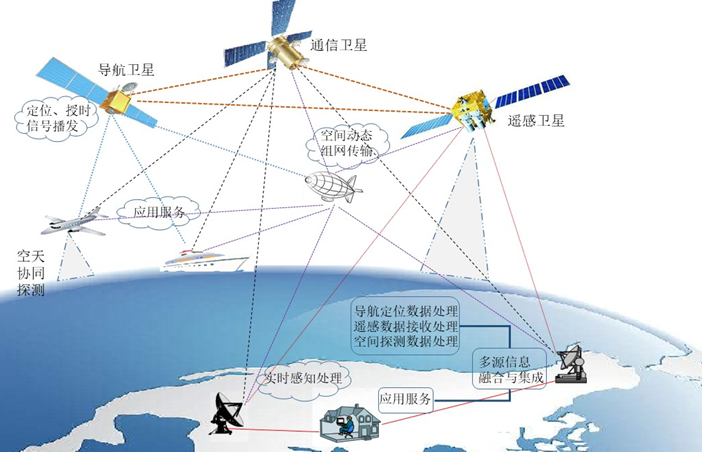 通信卫星
导航卫星
定位、授时
信号播发
遥感卫星
空间动态
组网传输
应用服务
空天
协同
探测
导航定位数据处理
遥感数据接收处理
空间探测数据处理
多源信息
融合与集成
实时感知处理
应用服务